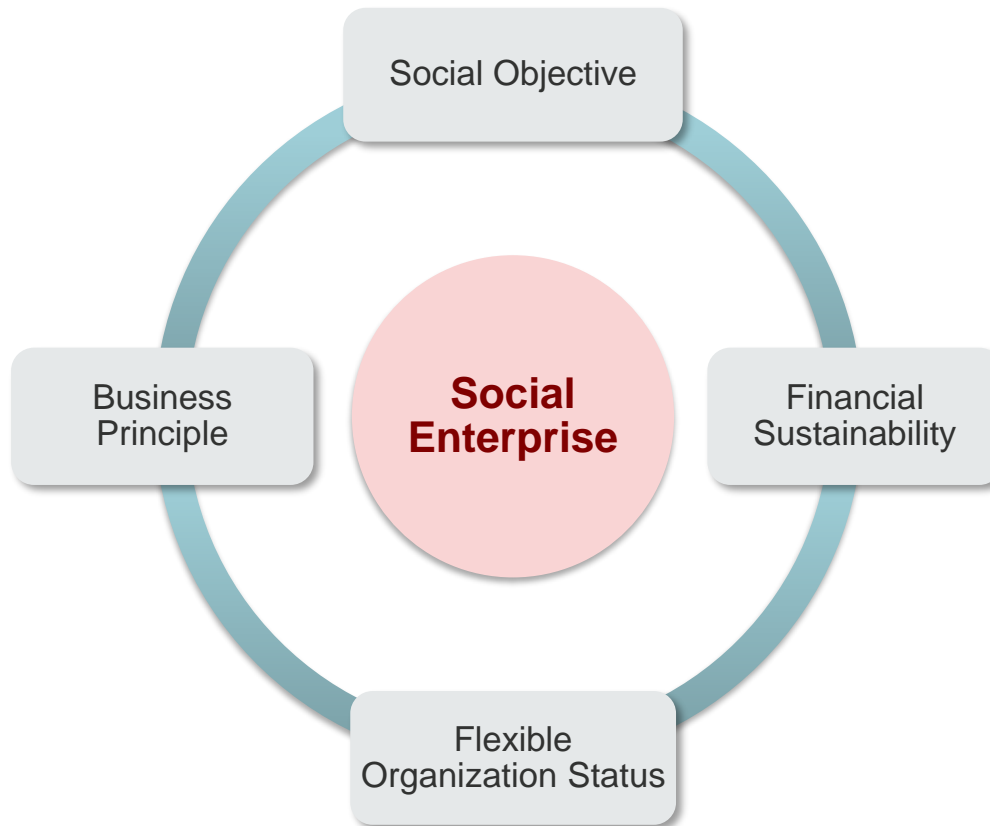 Social Objective
Business
Principle
Social
Enterprise
Financial
Sustainability
Flexible
Organization Status